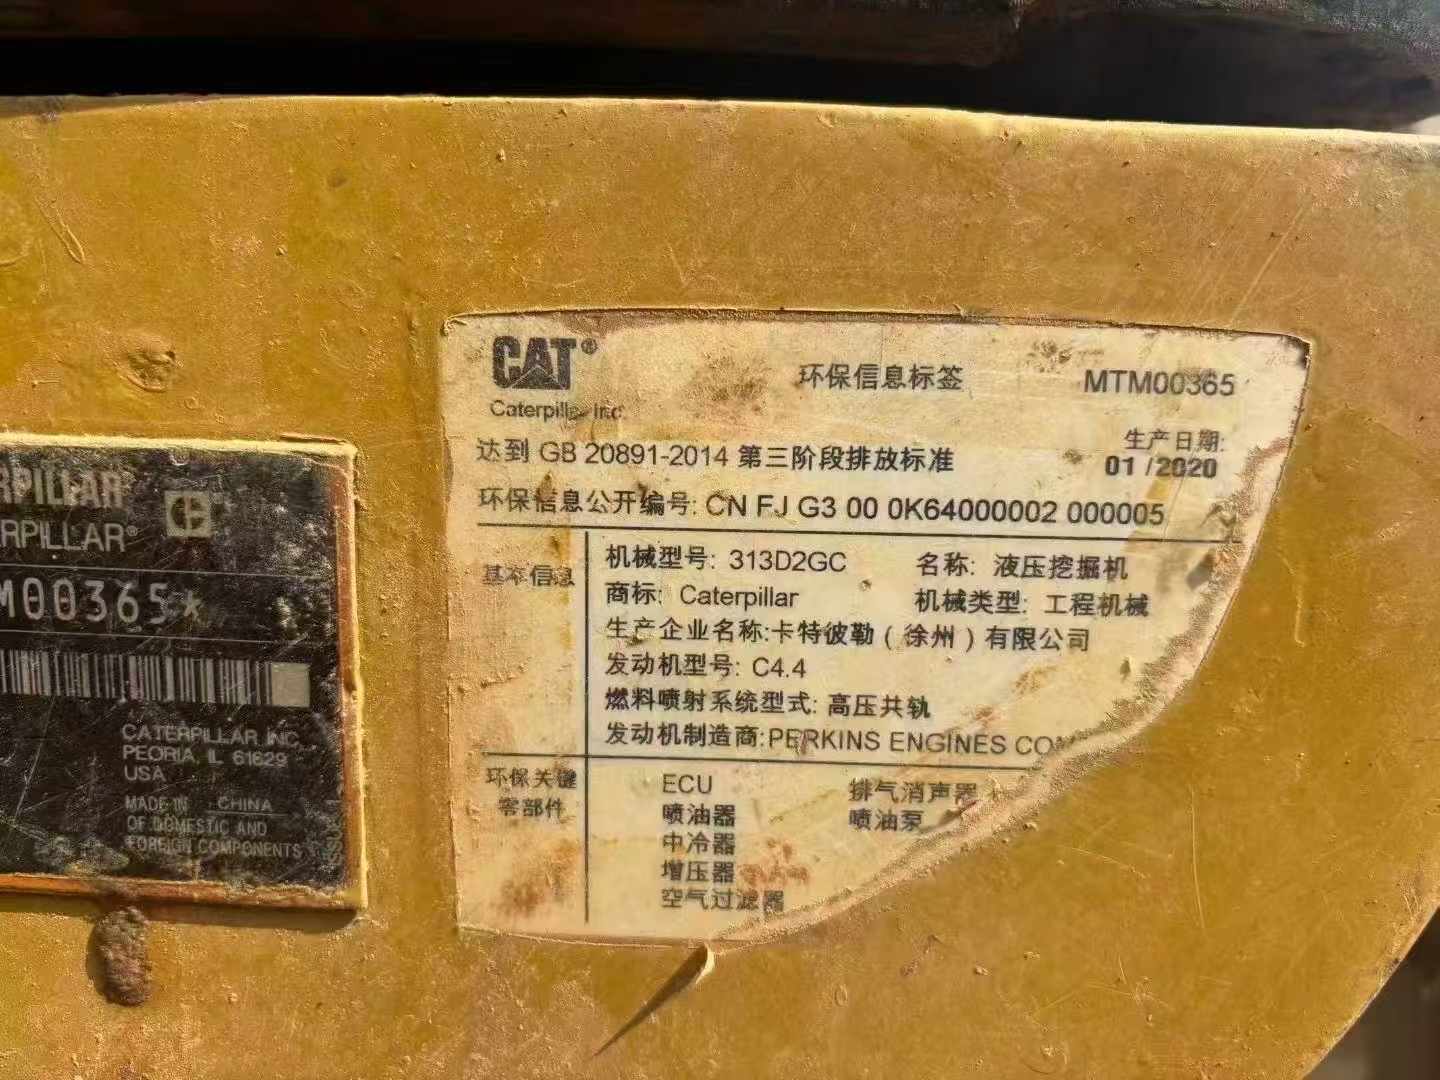 RPILLAR
ERPILLAR®
M00365*
CATERPILLAR INC.
PEORIA, IL 61629
USA
MADE IN CHINA
OF DOMESTIC AND
FOREIGN COMPONENTS
CAT®
Caterpillar Inc.
环保信息标签
MTM00365
达到 GB 20891-2014 第三阶段排放标准
生产日期:
01 /2020
环保信息公开编号: CN FJ G3 00 0K64000002 000005
基本信息
机械型号: 313D2GC 名称: 液压挖掘机
商标: Caterpillar 机械类型: 工程机械
生产企业名称:卡特彼勒（徐州）有限公司
发动机型号: C4.4
燃料喷射系统型式: 高压共轨
发动机制造商:PERKINS ENGINES COM
环保关键
零部件
ECU 排气消声器
喷油器 喷油泵
中冷器
增压器
空气过滤器